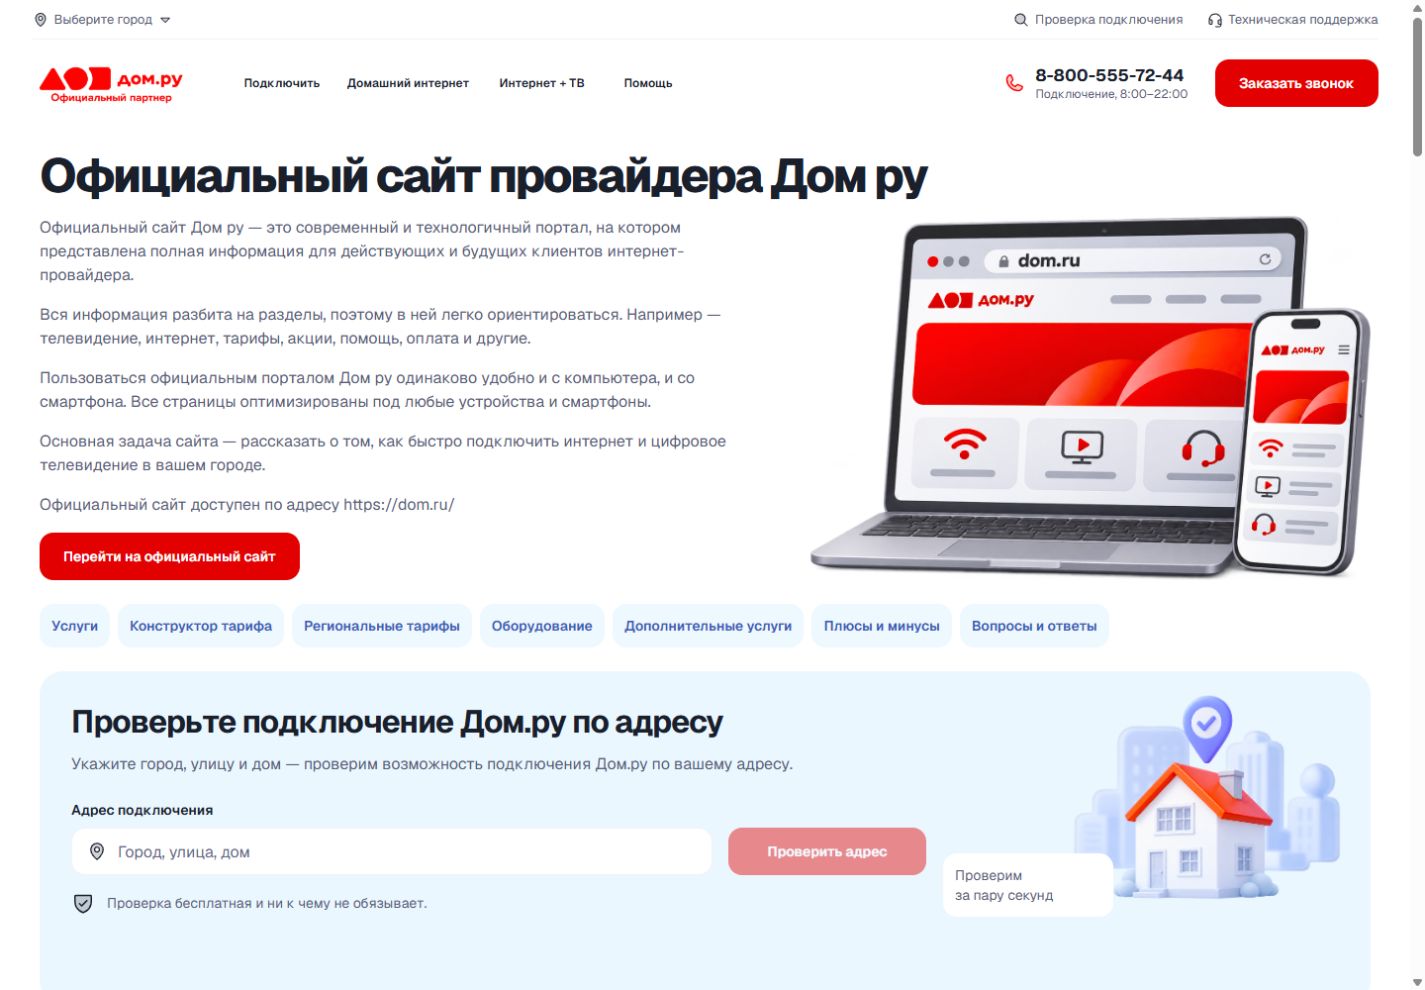 Выберите город
Проверка подключения
Техническая поддержка
дом.ру
Официальный партнер
Подключить
Домашний интернет
Интернет + ТВ
Помощь
8-800-555-72-44
Подключение, 8:00–22:00
Заказать звонок
Официальный сайт провайдера Дом ру
Официальный сайт Дом ру — это современный и технологичный портал, на котором
представлена полная информация для действующих и будущих клиентов интернет-
провайдера.
Вся информация разбита на разделы, поэтому в ней легко ориентироваться. Например —
телевидение, интернет, тарифы, акции, помощь, оплата и другие.
Пользоваться официальным порталом Дом ру одинаково удобно и с компьютера, и со
смартфона. Все страницы оптимизированы под любые устройства и смартфоны.
Основная задача сайта — рассказать о том, как быстро подключить интернет и цифровое
телевидение в вашем городе.
Официальный сайт доступен по адресу https://dom.ru/
Перейти на официальный сайт
dom.ru
дом.ру
дом.ру
Услуги
Конструктор тарифа
Региональные тарифы
Оборудование
Дополнительные услуги
Плюсы и минусы
Вопросы и ответы
Проверьте подключение Дом.ру по адресу
Укажите город, улицу и дом — проверим возможность подключения Дом.ру по вашему адресу.
Адрес подключения
Город, улица, дом
Проверить адрес
Проверим
за пару секунд
Проверка бесплатная и ни к чему не обязывает.